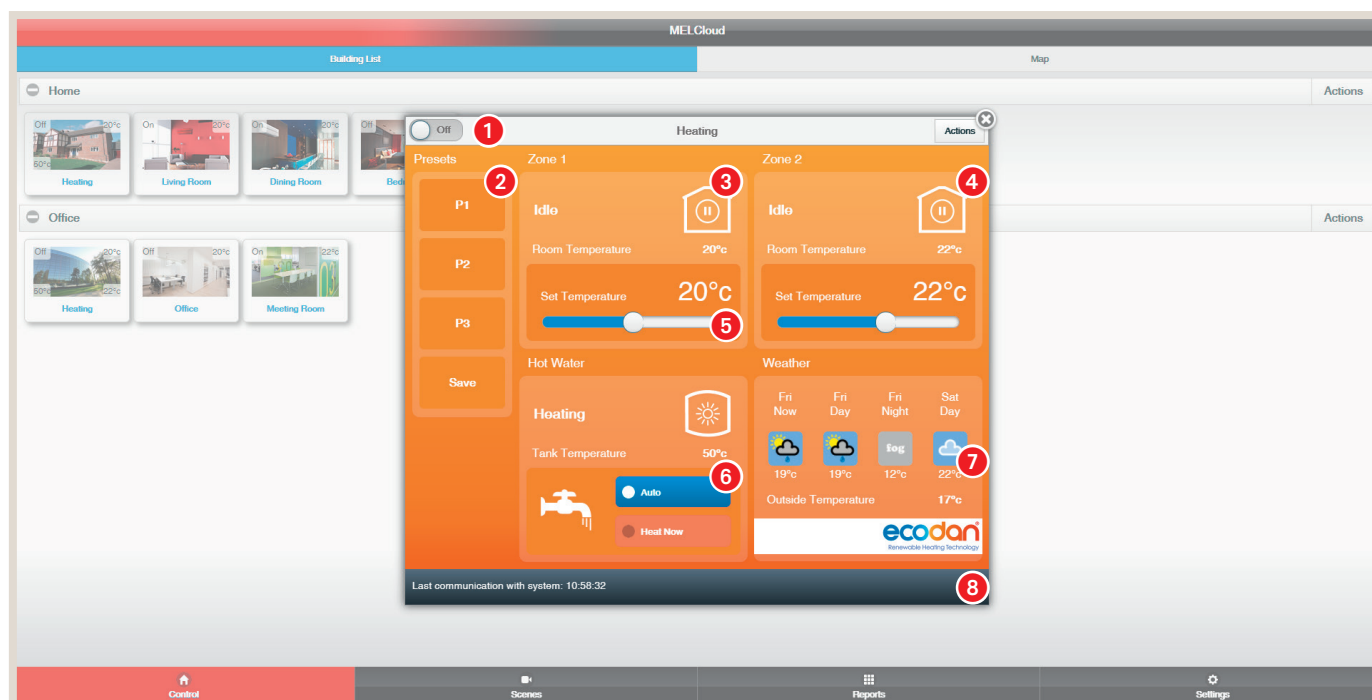 MELCloud
Building List
Map
Home
Actions
Off 20°c
50°c
Heating
On 20°c
Living Room
On 20°c
Dining Room
Off
Off
1
Heating
Actions
Presets
2
P1
P2
P3
Save
Zone 1
3
Idle
Room Temperature 20°c
Set Temperature 20°c
5
Zone 2
4
Idle
Room Temperature 22°c
Set Temperature 22°c
Hot Water
Heating
Tank Temperature 50°c
6
Auto
Heat Now
Weather
Fri Fri Fri Sat
Now Day Night Day
fog
7
19°c 19°c 12°c 22°c
Outside Temperature 17°c
ecodan
Renewable Heating Technology
Last communication with system: 10:58:32
8
Office
Actions
Off 20°c
50°c 22°c
Heating
Off 20°c
Office
On 22°c
Meeting Room
Control
Scenes
Reports
Settings